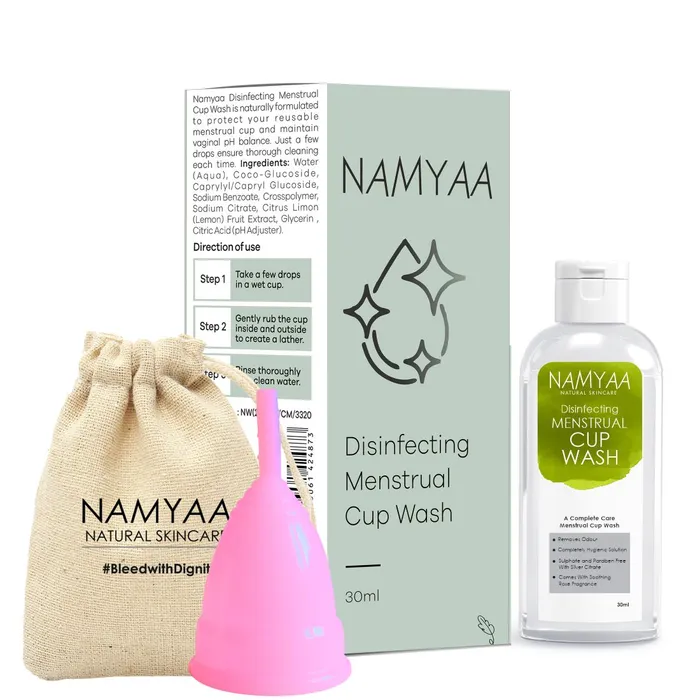 Namyaa Disinfecting Menstrual
Cup Wash is naturally formulated
to protect your reusable
menstrual cup and maintain
vaginal pH balance. Just a few
drops ensure thorough cleaning
each time. Ingredients: Water
(Aqua), Coco-Glucoside,
Caprylyl/Capryl Glucoside,
Sodium Benzoate, Crosspolymer,
Sodium Citrate, Citrus Limon
(Lemon) Fruit Extract, Glycerin ,
Citric Acid (pH Adjuster).
Direction of use
Step 1
Take a few drops
in a wet cup.
Step 2
Gently rub the cup
inside and outside
to create a lather.
Rinse thoroughly
clean water.
/CM/3320
424873
NAMYAA
Disinfecting
Menstrual
Cup Wash
30ml
NAMYAA
NATURAL SKINCARE
#BleedwithDignit
NAMYAA
NATURAL SKINCARE
Disinfecting
MENSTRUAL
CUP
WASH
A Complete Care
Menstrual Cup Wash
Removes Odour
Completely Hygiene Solution
Sulphate and Paraben Free
With Silver Citrate
Comes With Soothing
Rose Fragrance
30ml